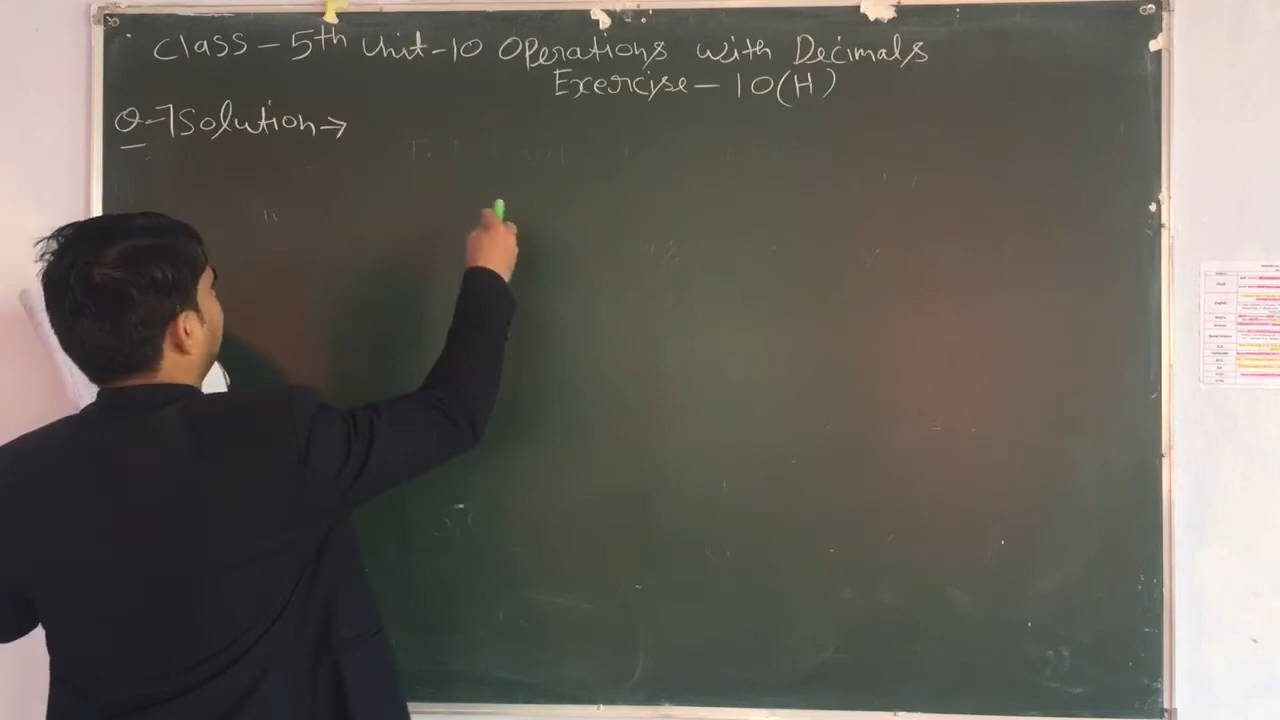 Class - 5th Unit-10 Operations with Decimals
Exercise - 10(H)
Q-7 Solution →